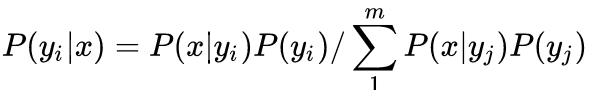 P(y_i|x) = P(x|y_i)P(y_i)/ \sum_{1}^{m} P(x|y_j)P(y_j)